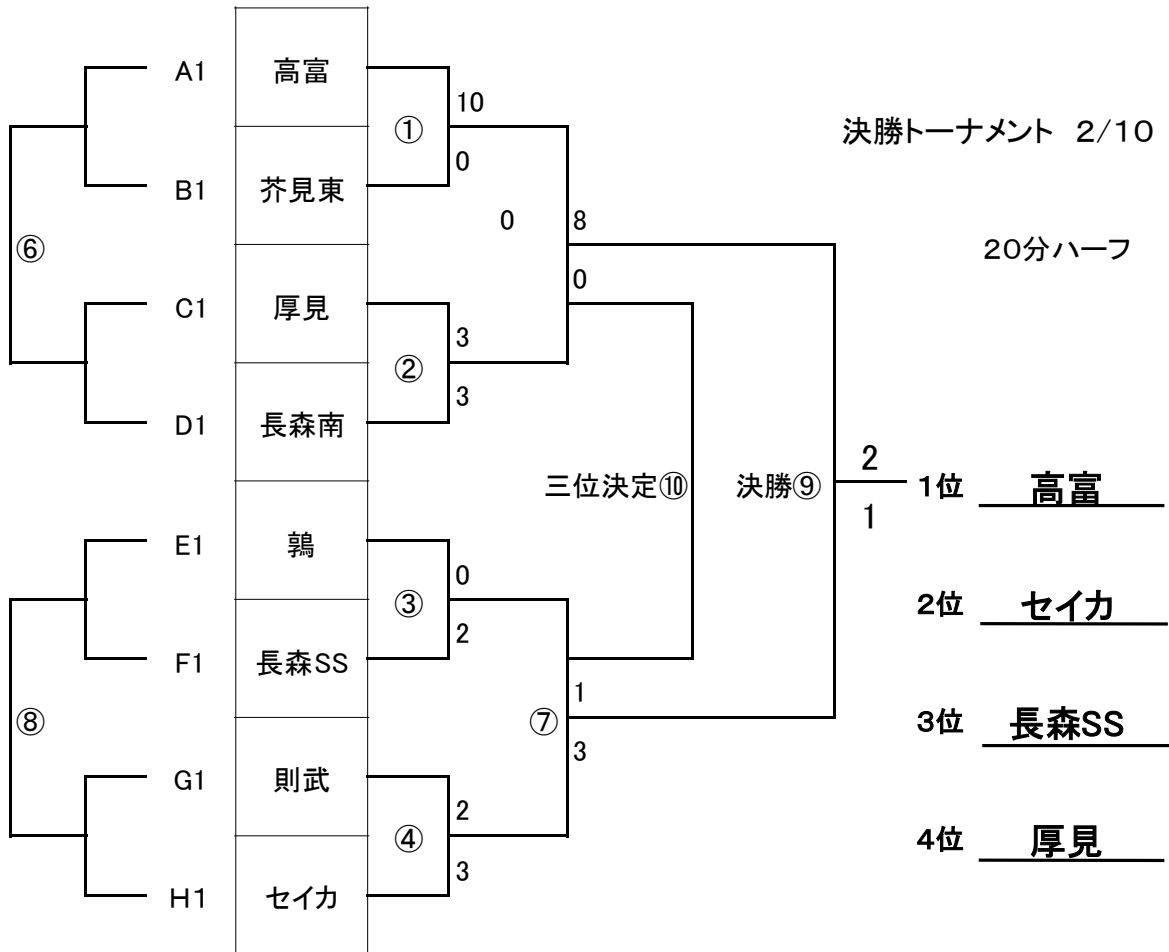 A1 高富
10
①
決勝トーナメント 2/10
0
B1 芥見東
0 8
⑥
20分ハーフ
0
C1 厚見
3
②
3
D1 長森南
2
三位決定⑩ 決勝⑨
1位 高富
1
E1 鶉
0
③
2位 セイカ
2
F1 長森SS
1
⑧ ⑦
3位 長森SS
3
G1 則武
2
④
4位 厚見
3
H1 セイカ